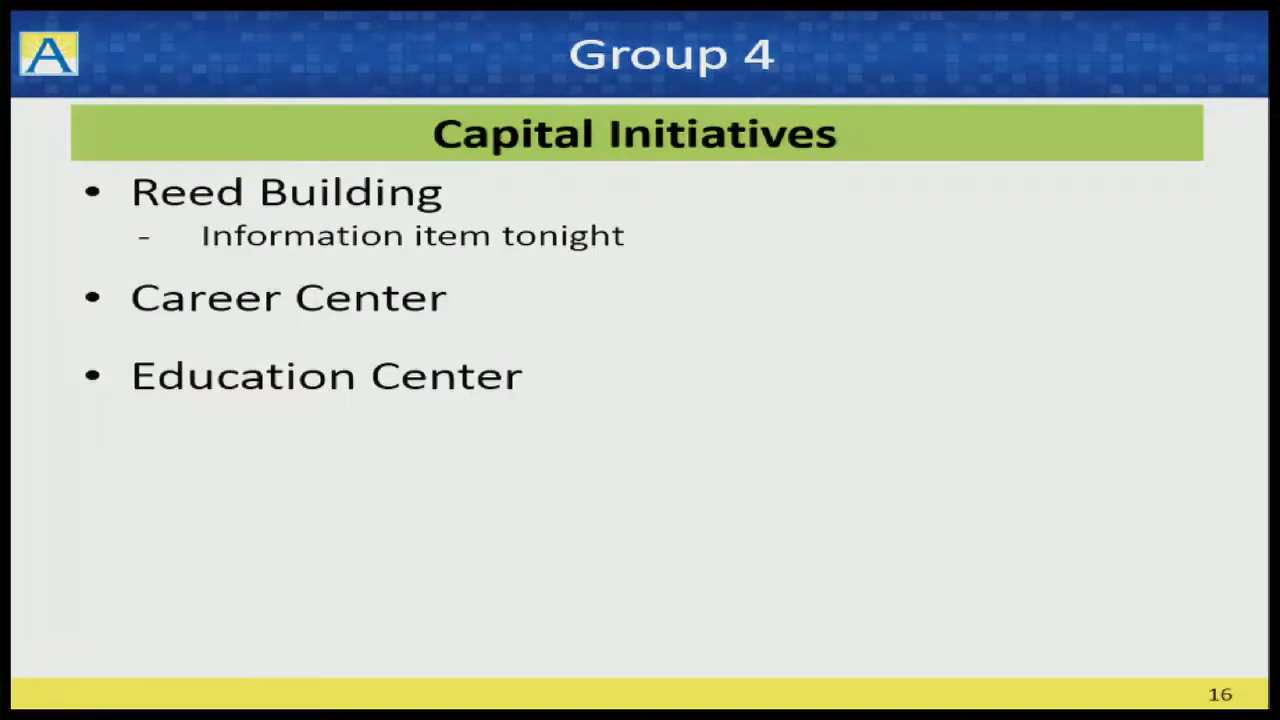 A
Group 4
Capital Initiatives
• Reed Building
- Information item tonight
• Career Center
• Education Center
16